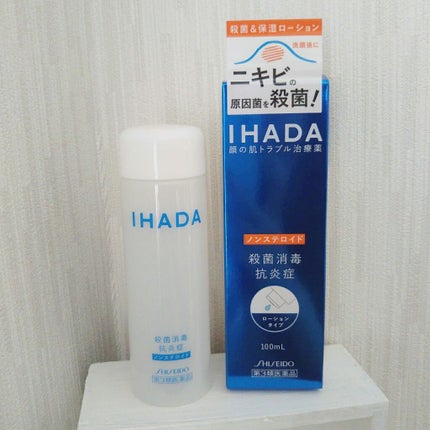 殺菌&保湿ローション
洗顔後に
ニキビの
原因菌を殺菌!
IHADA
顔の肌トラブル治療薬
ノンステロイド
殺菌消毒
抗炎症
ローション
タイプ
100mL
SHISEIDO
第3類医薬品
IHADA
殺菌消毒
抗炎症
ノンステロイド
SHISEIDO
第3類医薬品